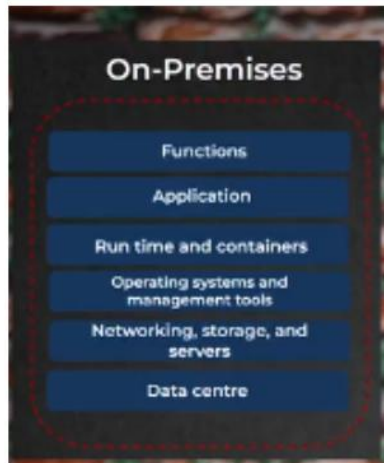 On-Premises
Functions
Application
Run time and containers
Operating systems and
management tools
Networking, storage, and
servers
Data centre